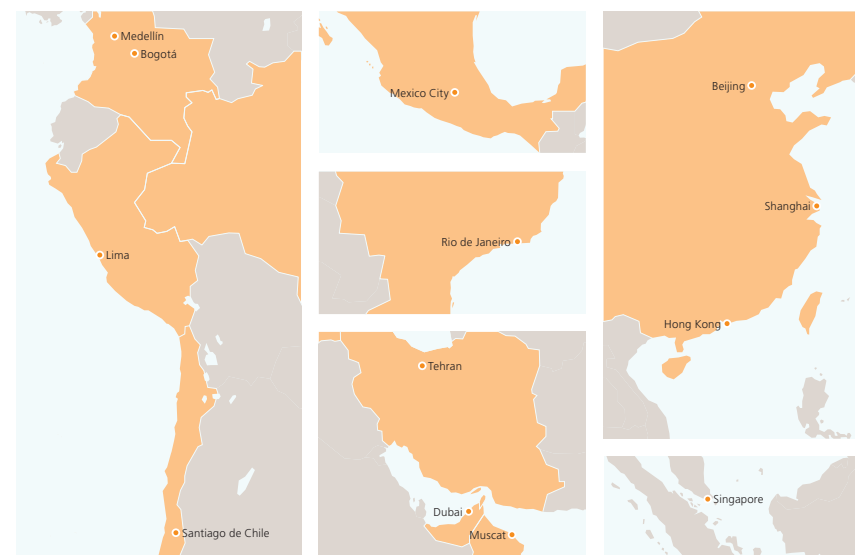 Medellín
Bogotá
Lima
Santiago de Chile
Mexico City
Rio de Janeiro
Tehran
Dubai
Muscat
Beijing
Shanghai
Hong Kong
Singapore